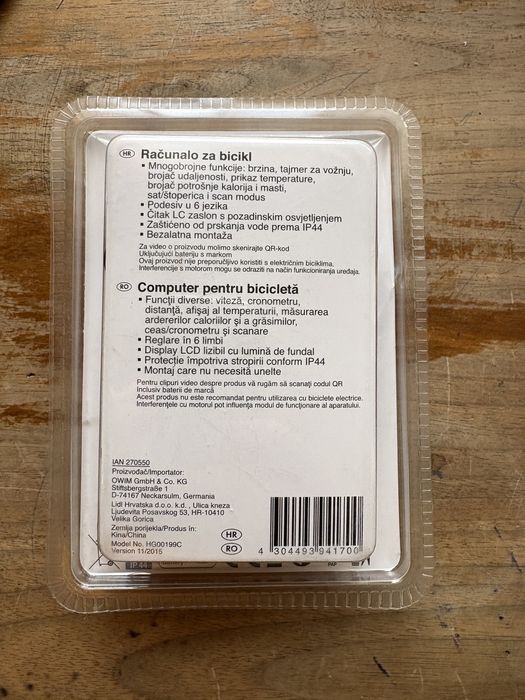 HR Računalo za bicikl
▪ Mnogobrojne funkcije: brzina, tajmer za vožnju,
brojač udaljenosti, prikaz temperature,
brojač potrošnje kalorija i masti,
sat/štoperica i scan modus
▪ Podesiv u 6 jezika
▪ Čitak LC zaslon s pozadinskim osvjetljenjem
▪ Zaštićeno od prskanja vode prema IP44
▪ Bezalatna montaža
Za video o proizvodu molimo skenirajte QR-kod
Uključujući bateriju s markom
Ovaj proizvod nije preporučljivo koristiti s električnim biciklima.
Interferencije s motorom mogu se odraziti na način funkcioniranja uređaja.
RO Computer pentru bicicletă
▪ Funcţii diverse: viteză, cronometru,
distanţă, afişaj al temperaturii, măsurarea
ardererilor caloriilor şi a grăsimilor,
ceas/cronometru şi scanare
▪ Reglare în 6 limbi
▪ Display LCD lizibil cu lumină de fundal
▪ Protecţie împotriva stropirii conform IP44
▪ Montaj care nu necesită unelte
Pentru clipuri video despre produs vă rugăm să scanaţi codul QR
Inclusiv baterii de marcă
Acest produs nu este recomandat pentru utilizarea cu biciclete electrice.
Interferenţele cu motorul pot influenţa modul de funcţionare al aparatului.
IAN 270550
Proizvođač/Importator:
OWIM GmbH & Co. KG
Stiftsbergstraße 1
D-74167 Neckarsulm, Germania
Lidl Hrvatska d.o.o. k.d. , Ulica kneza
Ljudevita Posavskog 53, HR-10410
Velika Gorica
Zemlja porijekla/Produs în:
Kina/China
Model No. HG00199C
Version 11/2015
HR
RO
4 304493 941700
IP 44
PAP